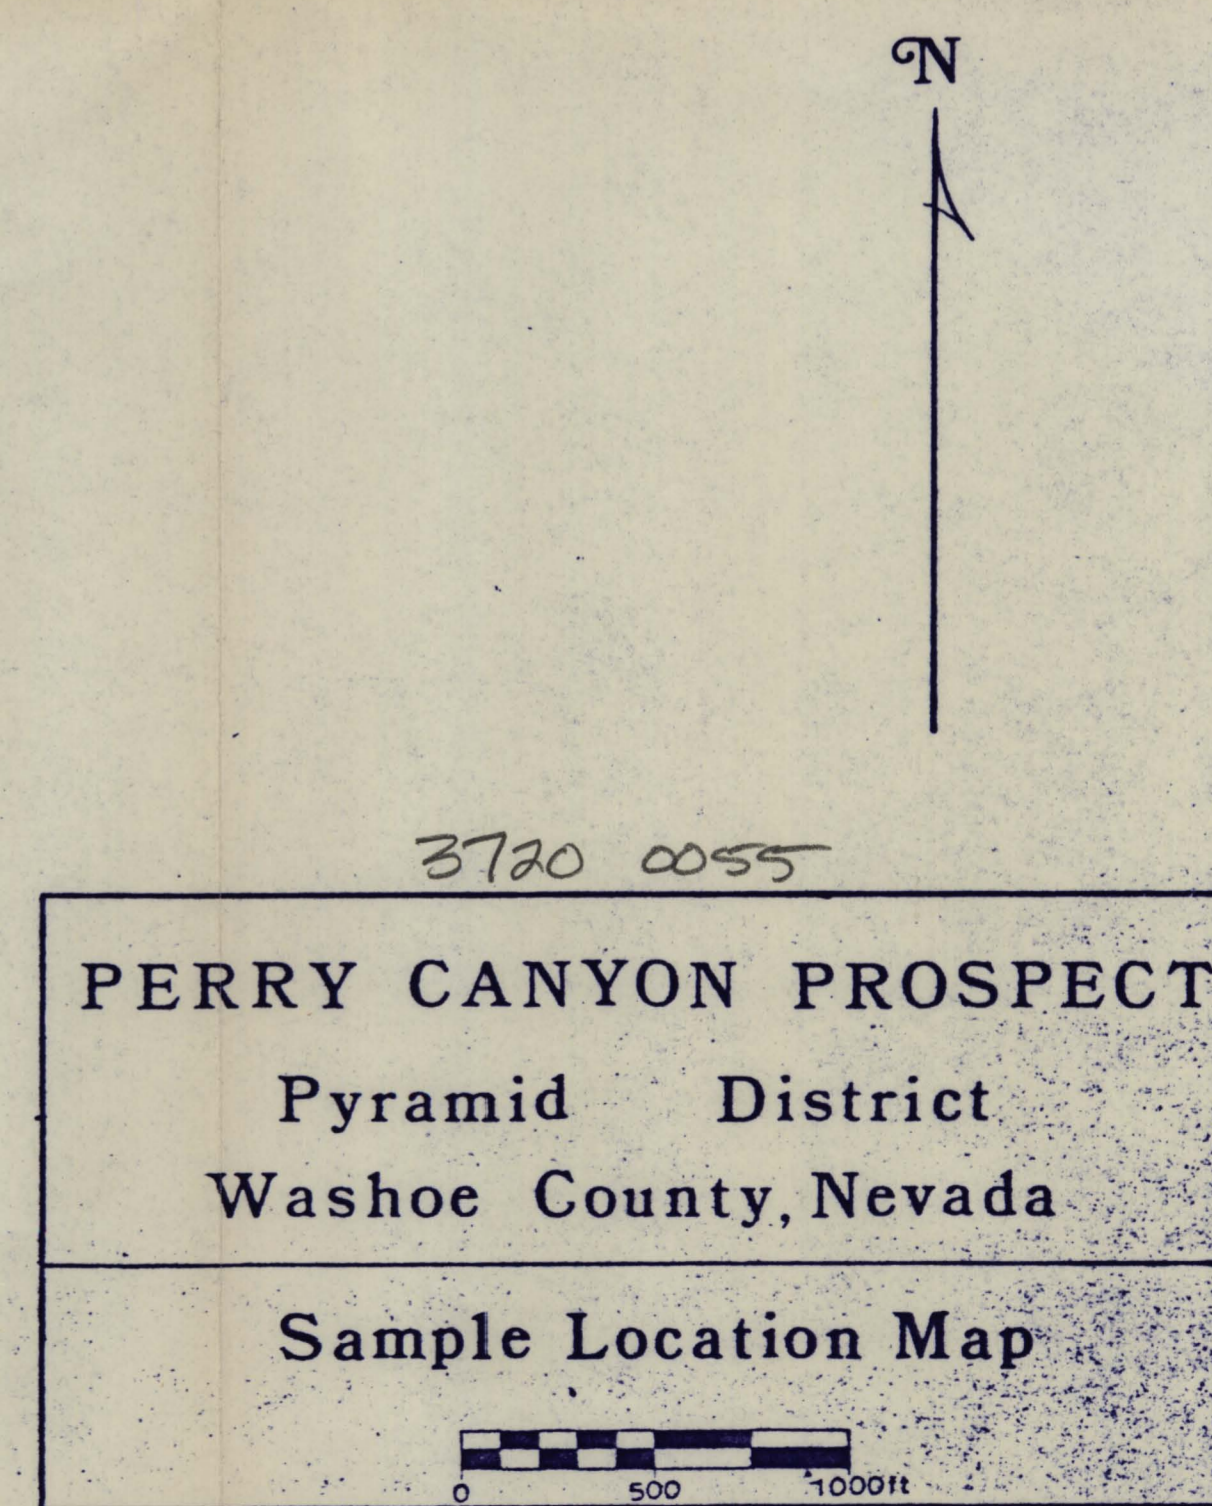 N
3720 0055
PERRY CANYON PROSPECT
Pyramid District
Washoe County, Nevada
Sample Location Map
0 500 1000ft